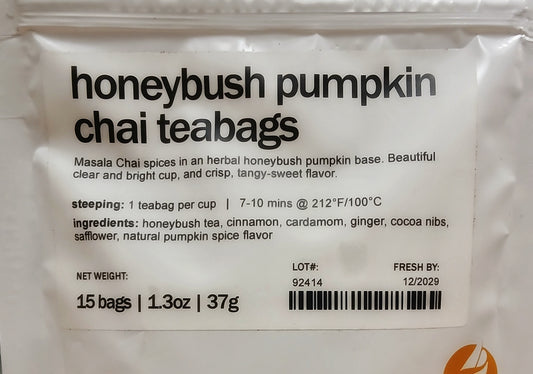 honeybush pumpkin
chai teabags
Masala Chai spices in an herbal honeybush pumpkin base. Beautiful
clear and bright cup, and crisp, tangy-sweet flavor.
steeping: 1 teabag per cup | 7-10 mins @ 212°F/100°C
ingredients: honeybush tea, cinnamon, cardamom, ginger, cocoa nibs,
safflower, natural pumpkin spice flavor
NET WEIGHT:
15 bags | 1.3oz | 37g
LOT#:
92414
FRESH BY:
12/2029